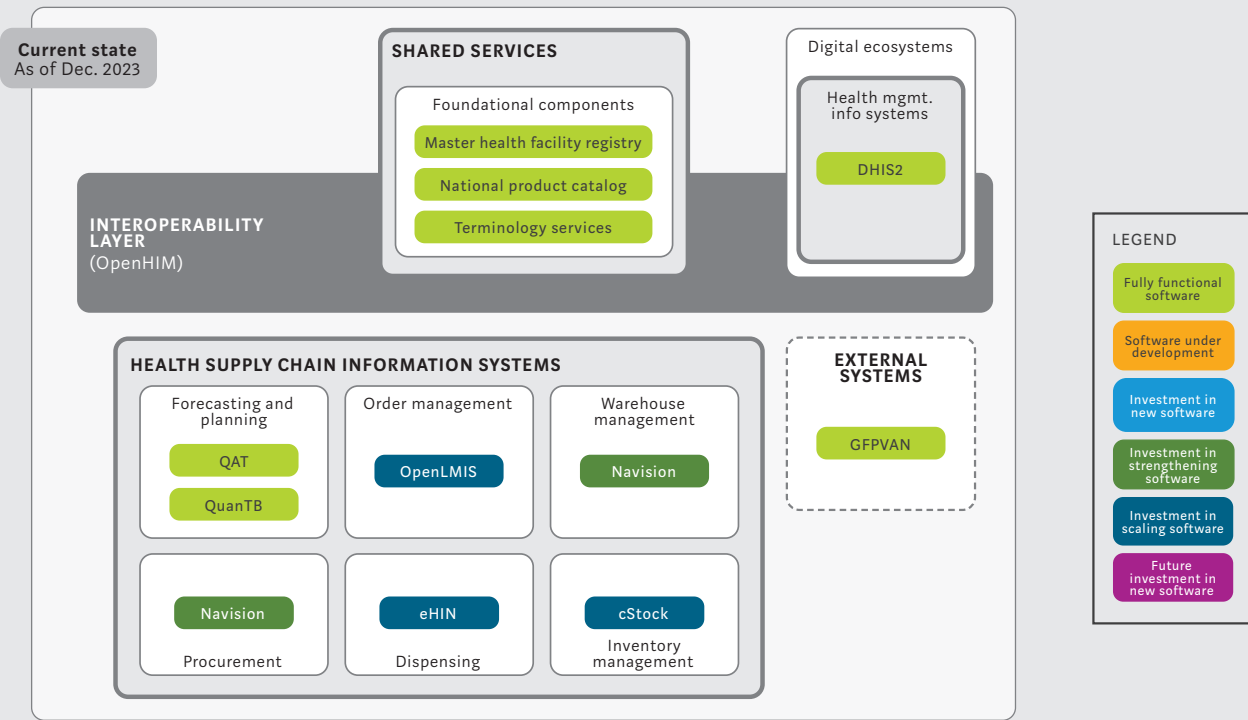 Current state
As of Dec. 2023
SHARED SERVICES
Foundational components
Master health facility registry
National product catalog
Terminology services
Digital ecosystems
Health mgmt.
info systems
DHIS2
INTEROPERABILITY
LAYER
(OpenHIM)
HEALTH SUPPLY CHAIN INFORMATION SYSTEMS
Forecasting and
planning
QAT
QuanTB
Order management
OpenLMIS
Warehouse
management
Navision
Navision
Procurement
eHIN
Dispensing
cStock
Inventory
management
EXTERNAL
SYSTEMS
GFPVAN
LEGEND
Fully functional
software
Software under
development
Investment in
new software
Investment in
strengthening
software
Investment in
scaling software
Future
investment in
new software